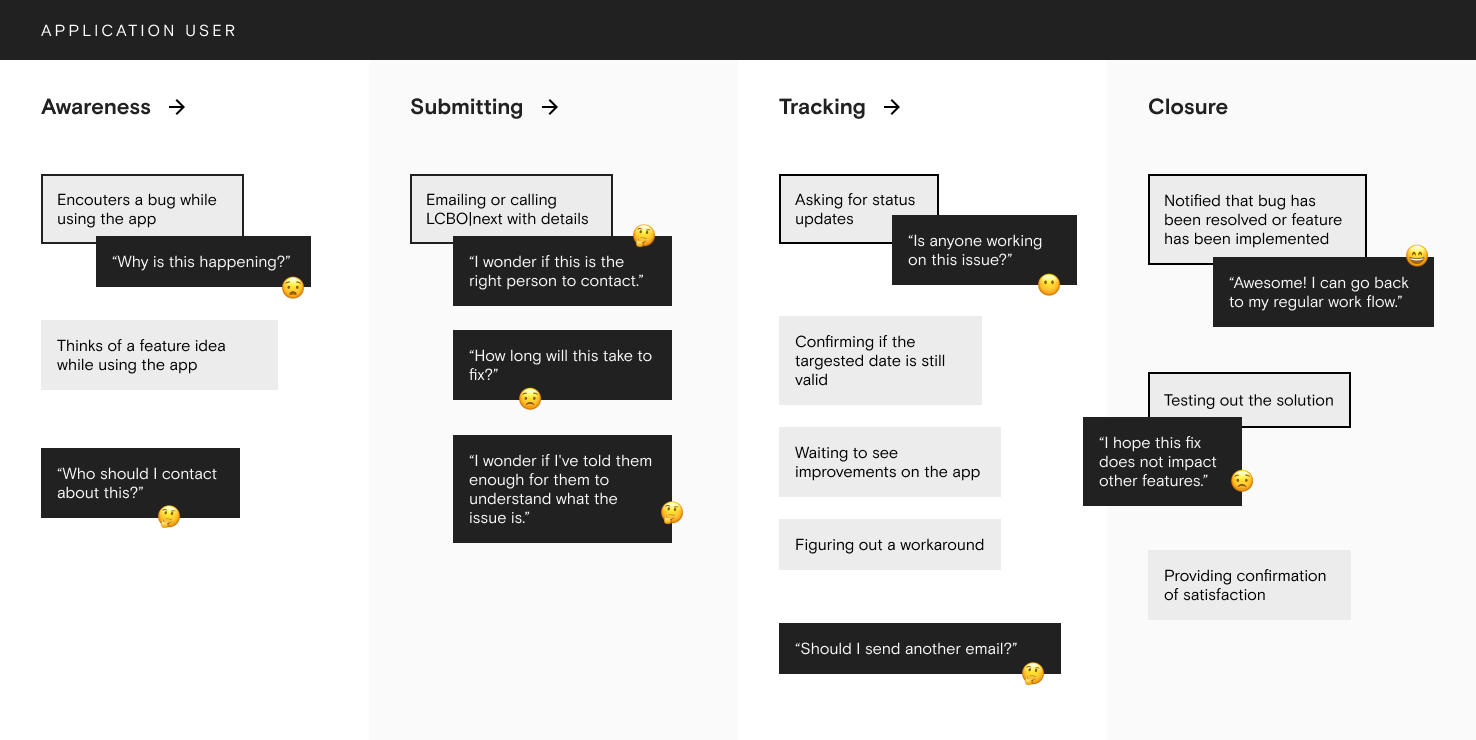 APPLICATION USER
Awareness →
Encouters a bug while
using the app
“Why is this happening?”
Thinks of a feature idea
while using the app
“Who should I contact
about this?”
Submitting →
Emailing or calling
LCBO|next with details
“I wonder if this is the
right person to contact.”
“How long will this take to
fix?”
“I wonder if I've told them
enough for them to
understand what the
issue is.”
Tracking →
Asking for status
updates
“Is anyone working
on this issue?”
Confirming if the
targested date is still
valid
Waiting to see
improvements on the app
Figuring out a workaround
“Should I send another email?”
Closure
Notified that bug has
been resolved or feature
has been implemented
“Awesome! I can go back
to my regular work flow.”
Testing out the solution
“I hope this fix
does not impact
other features.”
Providing confirmation
of satisfaction